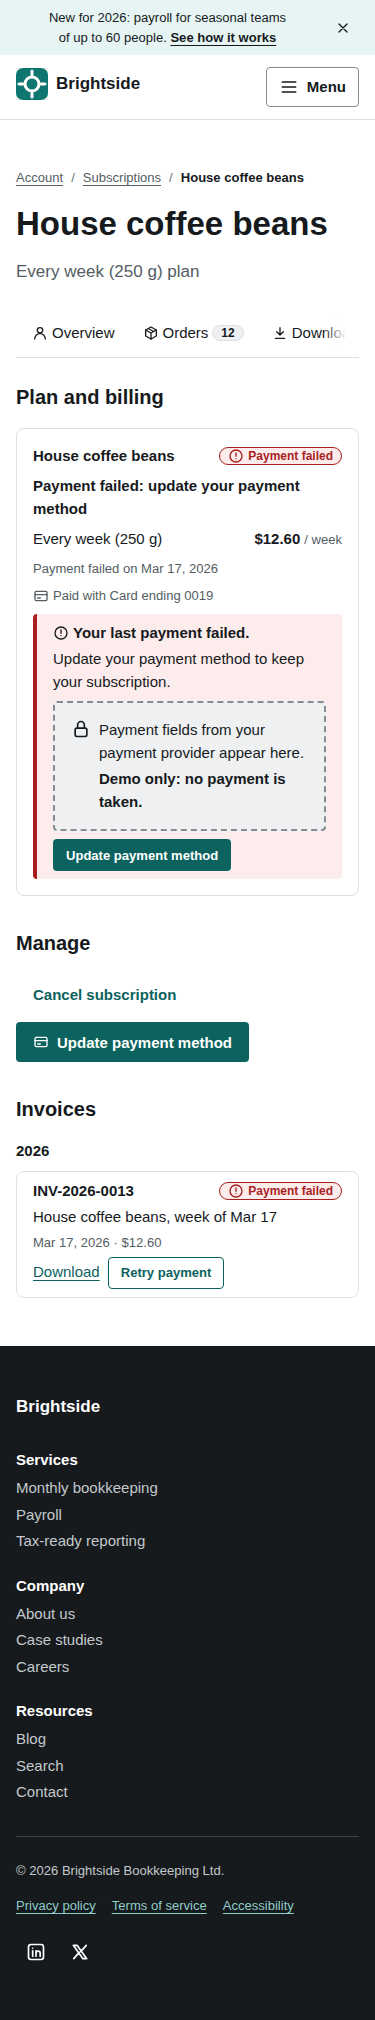 New for 2026: payroll for seasonal teams
of up to 60 people. See how it works
Brightside
Menu
Account / Subscriptions / House coffee beans
House coffee beans
Every week (250 g) plan
Overview Orders 12 Downloa
Plan and billing
House coffee beans Payment failed
Payment failed: update your payment
method
Every week (250 g) $12.60 / week
Payment failed on Mar 17, 2026
Paid with Card ending 0019
Your last payment failed.
Update your payment method to keep
your subscription.
Payment fields from your
payment provider appear here.
Demo only: no payment is
taken.
Update payment method
Manage
Cancel subscription
Update payment method
Invoices
2026
INV-2026-0013 Payment failed
House coffee beans, week of Mar 17
Mar 17, 2026 · $12.60
Download Retry payment
Brightside
Services
Monthly bookkeeping
Payroll
Tax-ready reporting
Company
About us
Case studies
Careers
Resources
Blog
Search
Contact
© 2026 Brightside Bookkeeping Ltd.
Privacy policy Terms of service Accessibility